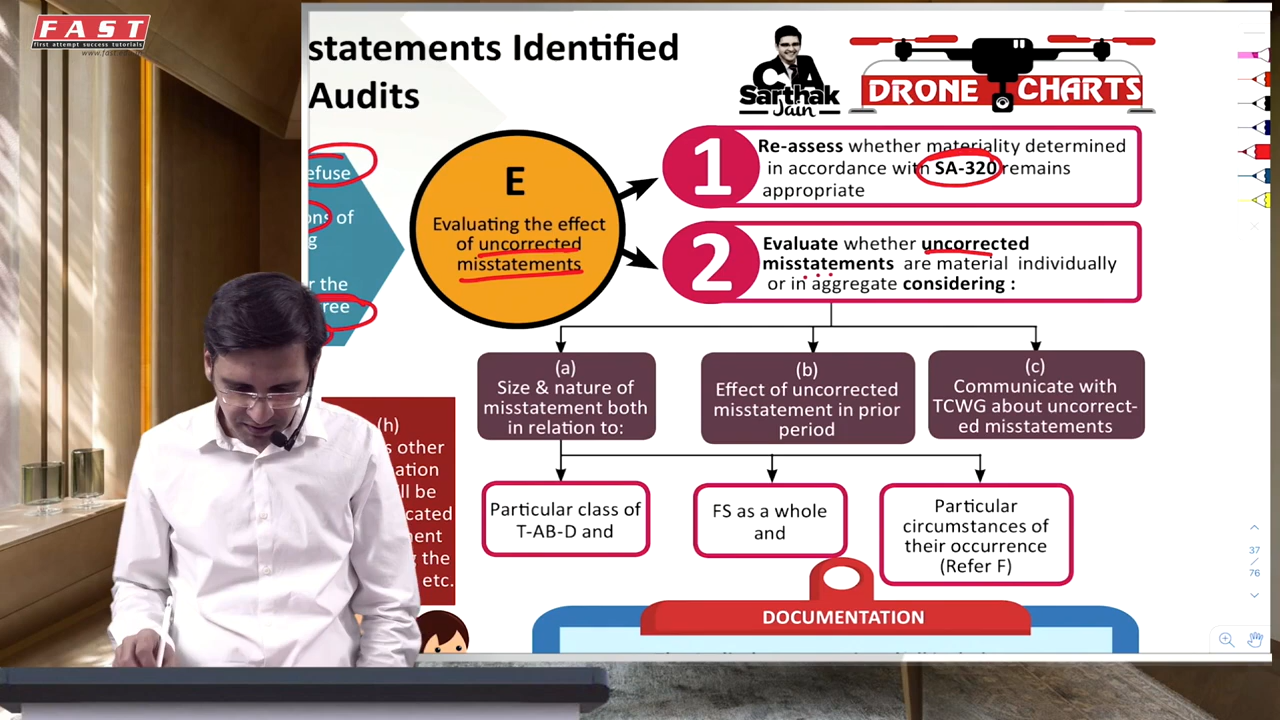 FAST
first attempt success tutorials
statements Identified
Audits
CA
Sarthak
Jain
DRONE CHARTS
efuse
ons of
g
r the
ree
E
Evaluating the effect
of uncorrected
misstatements
1
Re-assess whether materiality determined
in accordance with SA-320 remains
appropriate
2
Evaluate whether uncorrected
misstatements are material individually
or in aggregate considering :
(a)
Size & nature of
misstatement both
in relation to:
(b)
Effect of uncorrected
misstatement in prior
period
(c)
Communicate with
TCWG about uncorrect-
ed misstatements
Particular class of
T-AB-D and
FS as a whole
and
Particular
circumstances of
their occurrence
(Refer F)
(h)
s other
ation
ll be
cated
ment
g the
etc.
DOCUMENTATION
37
/
76